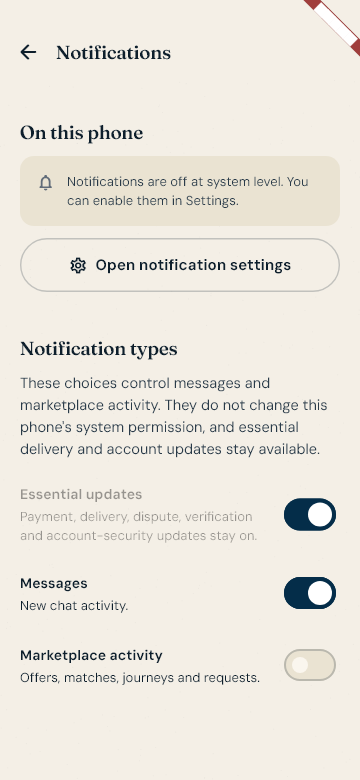 Notifications
On this phone
Notifications are off at system level. You
can enable them in Settings.
Open notification settings
Notification types
These choices control messages and
marketplace activity. They do not change this
phone's system permission, and essential
delivery and account updates stay available.
Essential updates
Payment, delivery, dispute, verification
and account-security updates stay on.
Messages
New chat activity.
Marketplace activity
Offers, matches, journeys and requests.